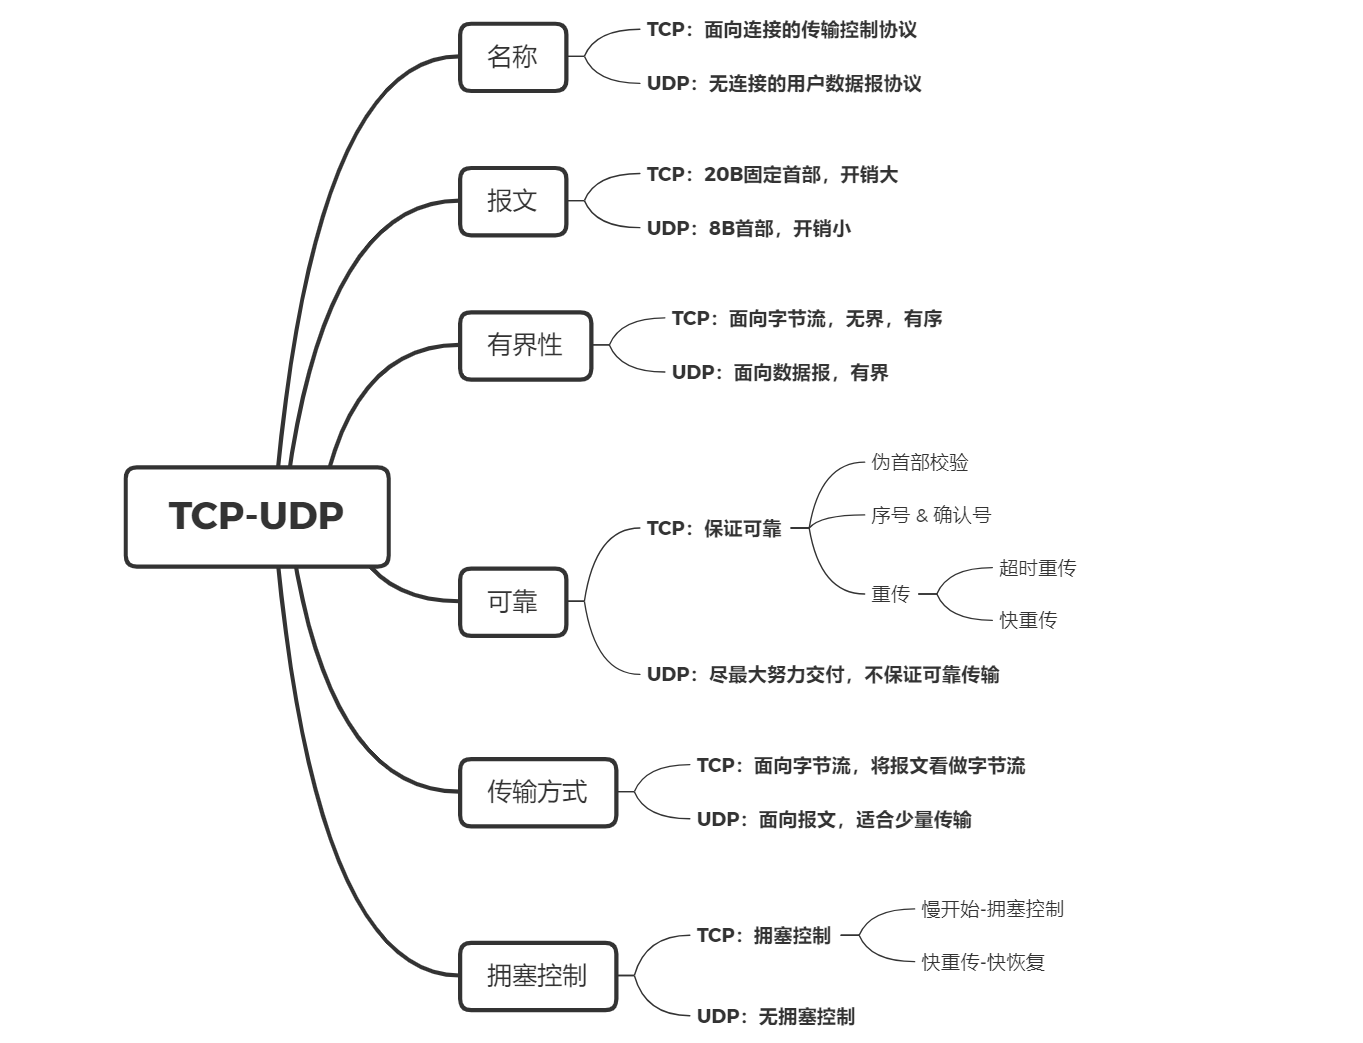 TCP-UDP
名称
TCP：面向连接的传输控制协议
UDP：无连接的用户数据报协议
报文
TCP：20B固定首部，开销大
UDP：8B首部，开销小
有界性
TCP：面向字节流，无界，有序
UDP：面向数据报，有界
可靠
TCP：保证可靠
伪首部校验
序号 & 确认号
重传
超时重传
快重传
UDP：尽最大努力交付，不保证可靠传输
传输方式
TCP：面向字节流，将报文看做字节流
UDP：面向报文，适合少量传输
拥塞控制
TCP：拥塞控制
慢开始-拥塞控制
快重传-快恢复
UDP：无拥塞控制